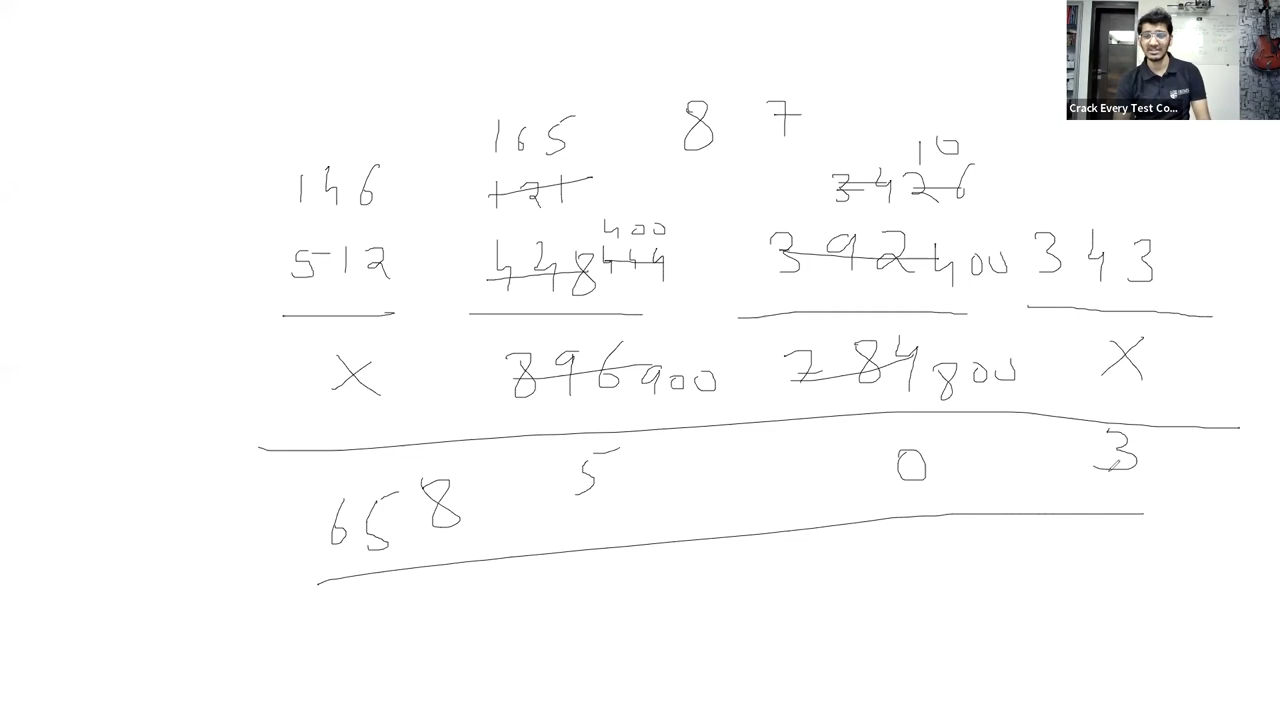 Crack Every Test Co...
165 8 7
10
146 121 3426
400
512 448 444 392 400 343
X 896 900 784 800 X
5 0 3
658